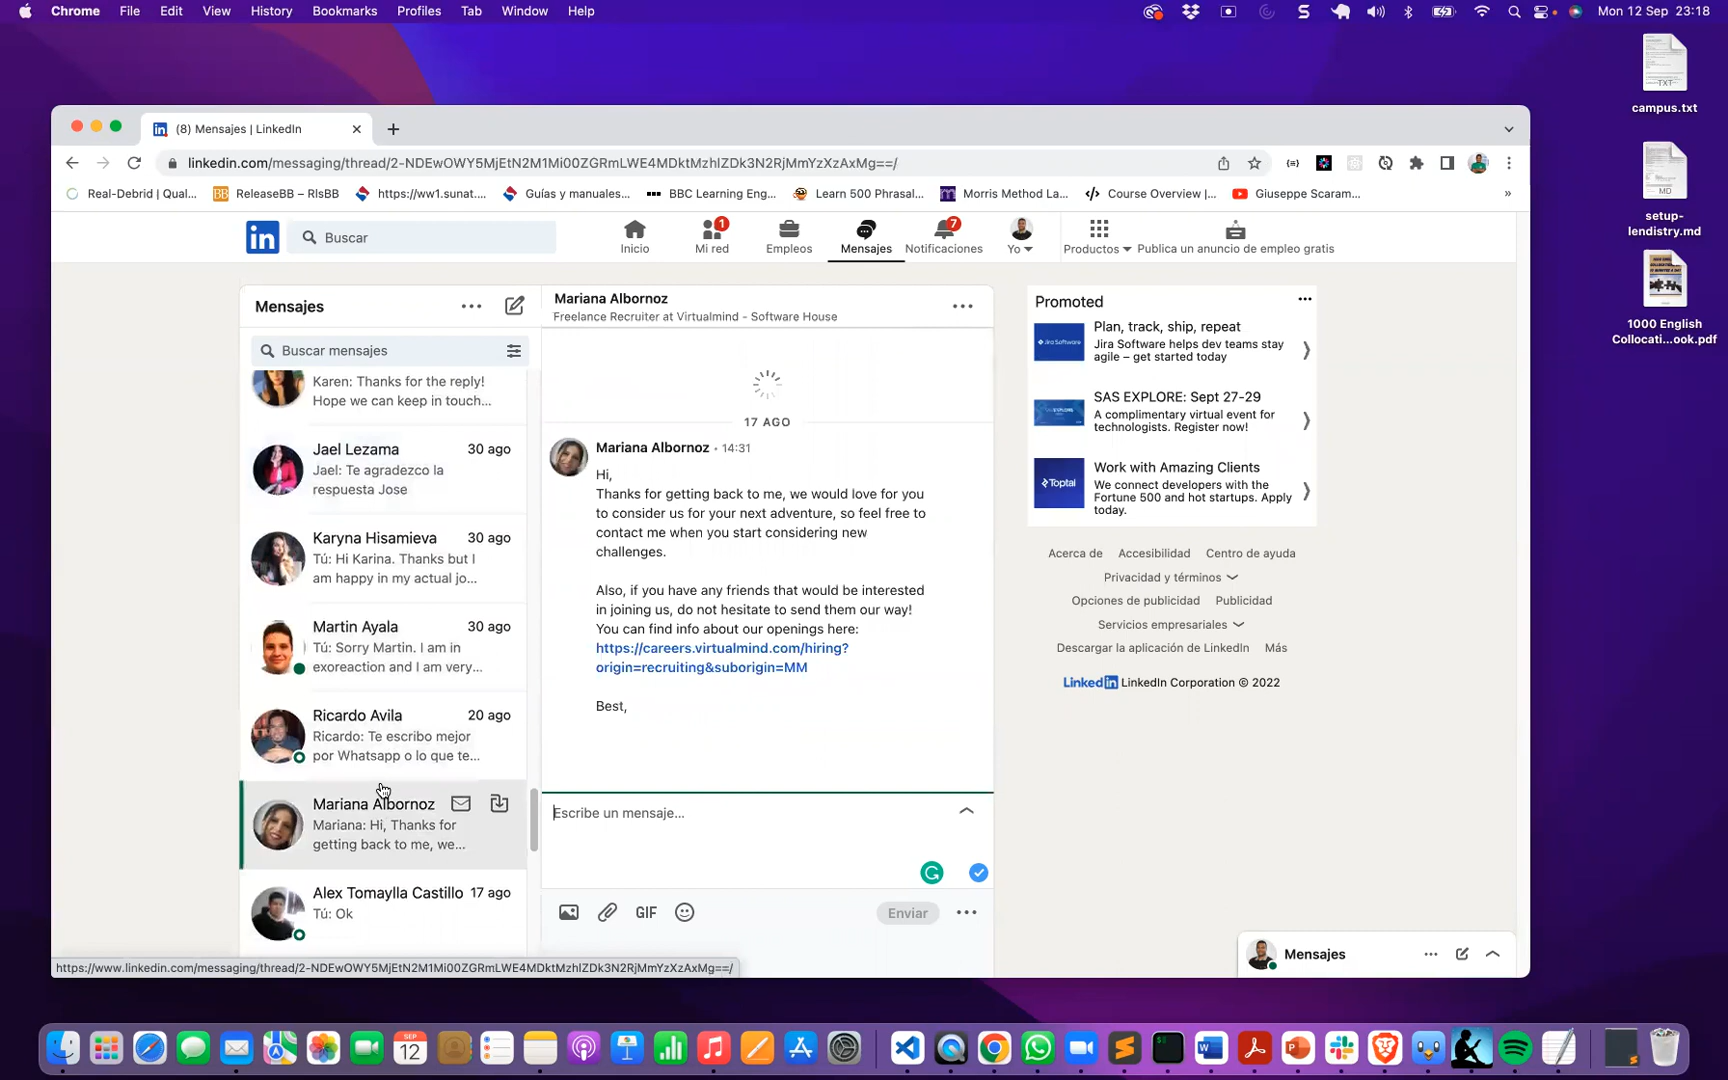 Chrome File Edit View History Bookmarks Profiles Tab Window Help
Mon 12 Sep 23:18
TXT
campus.txt
MD
setup-
lendistry.md
1000 English
Collocati...ook.pdf
(8) Mensajes | LinkedIn
linkedin.com/messaging/thread/2-NDEwOWY5MjEtN2M1Mi00ZGRmLWE4MDktMzhlZDk3N2RjMmYzXzAxMg==/
Real-Debrid | Qual... ReleaseBB – RlsBB https://ww1.sunat.... Guías y manuales... BBC Learning Eng... Learn 500 Phrasal... Morris Method La... Course Overview |... Giuseppe Scaram...
Buscar
1
7
Inicio Mi red Empleos Mensajes Notificaciones Yo Productos Publica un anuncio de empleo gratis
Mensajes
Buscar mensajes
Karen: Thanks for the reply!
Hope we can keep in touch...
Jael Lezama 30 ago
Jael: Te agradezco la
respuesta Jose
Karyna Hisamieva 30 ago
Tú: Hi Karina. Thanks but I
am happy in my actual jo...
Martin Ayala 30 ago
Tú: Sorry Martin. I am in
exoreaction and I am very...
Ricardo Avila 20 ago
Ricardo: Te escribo mejor
por Whatsapp o lo que te...
Mariana Albornoz
Mariana: Hi, Thanks for
getting back to me, we...
Alex Tomaylla Castillo 17 ago
Tú: Ok
Mariana Albornoz
Freelance Recruiter at Virtualmind - Software House
17 AGO
Mariana Albornoz • 14:31
Hi,
Thanks for getting back to me, we would love for you
to consider us for your next adventure, so feel free to
contact me when you start considering new
challenges.
Also, if you have any friends that would be interested
in joining us, do not hesitate to send them our way!
You can find info about our openings here:
https://careers.virtualmind.com/hiring?
origin=recruiting&suborigin=MM
Best,
Escribe un mensaje...
GIF
Enviar
Promoted
Jira Software
Plan, track, ship, repeat
Jira Software helps dev teams stay
agile – get started today
SAS EXPLORE: Sept 27-29
A complimentary virtual event for
technologists. Register now!
Toptal
Work with Amazing Clients
We connect developers with the
Fortune 500 and hot startups. Apply
today.
Acerca de Accesibilidad Centro de ayuda
Privacidad y términos
Opciones de publicidad Publicidad
Servicios empresariales
Descargar la aplicación de LinkedIn Más
LinkedIn LinkedIn Corporation © 2022
Mensajes
https://www.linkedin.com/messaging/thread/2-NDEwOWY5MjEtN2M1Mi00ZGRmLWE4MDktMzhlZDk3N2RjMmYzXzAxMg==/
SEP
12